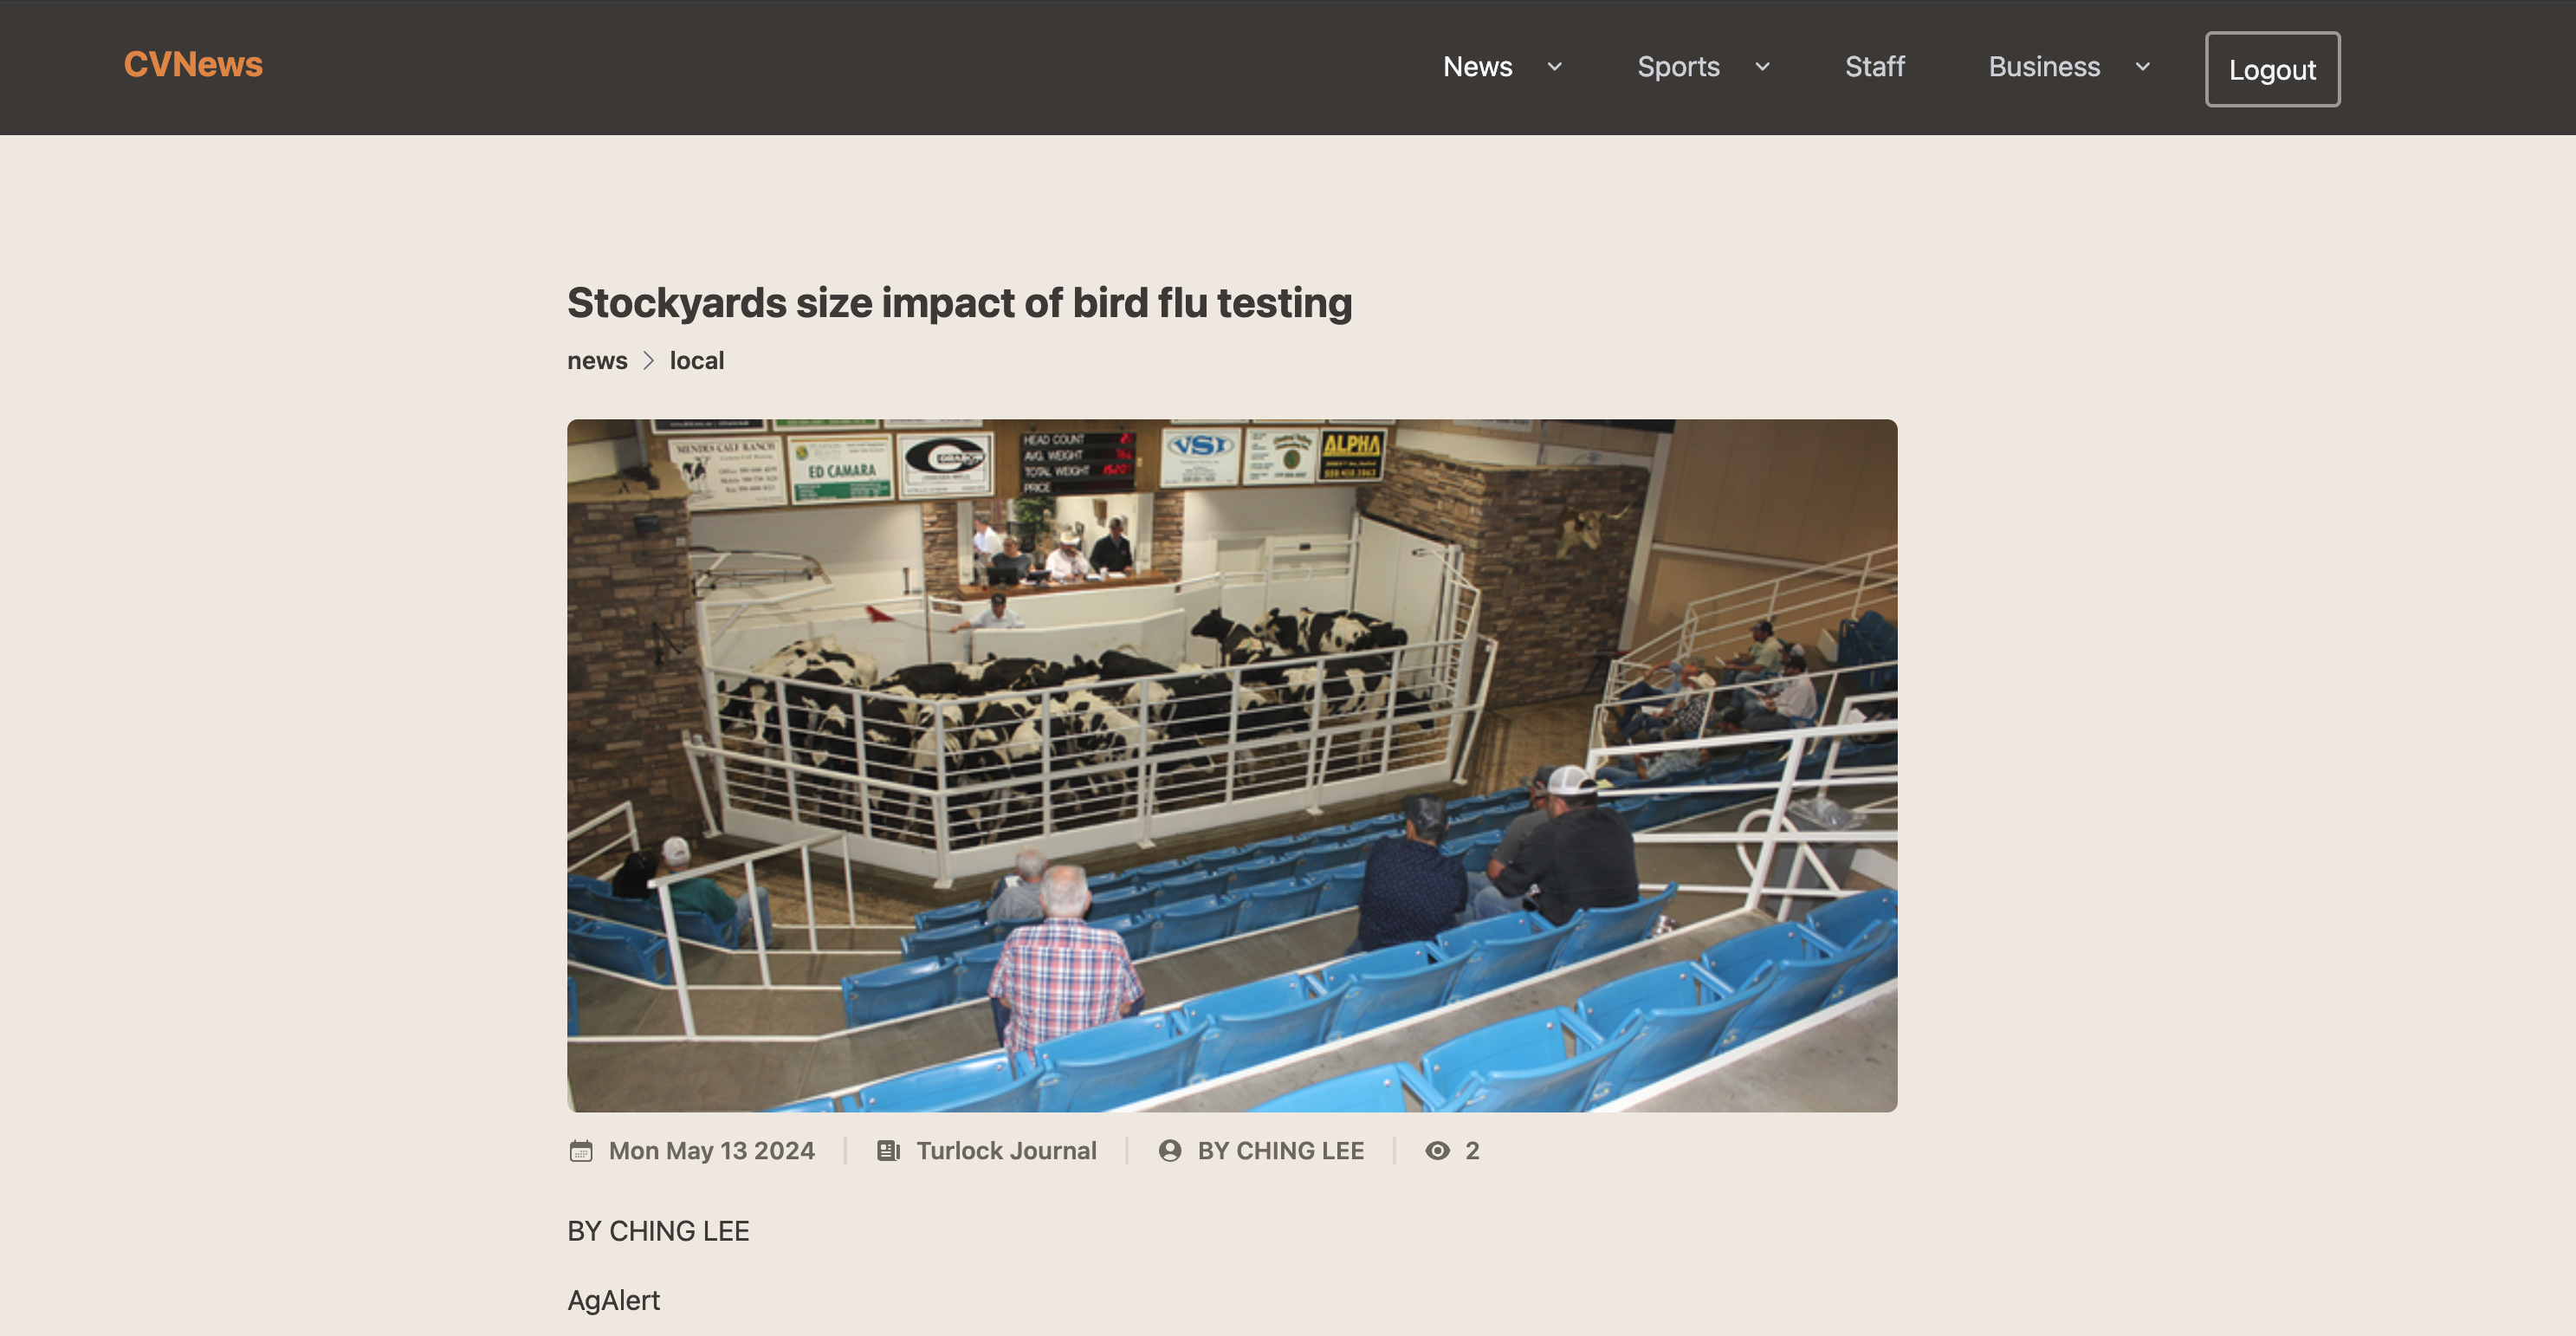 CVNews
News
Sports
Staff
Business
Logout
Stockyards size impact of bird flu testing
news > local
MENDES CALF RANCH
ED CAMARA
HEAD COUNT
AVG. WEIGHT
TOTAL WEIGHT
PRICE
VSI
ALPHA
Mon May 13 2024
Turlock Journal
BY CHING LEE
2
BY CHING LEE
AgAlert